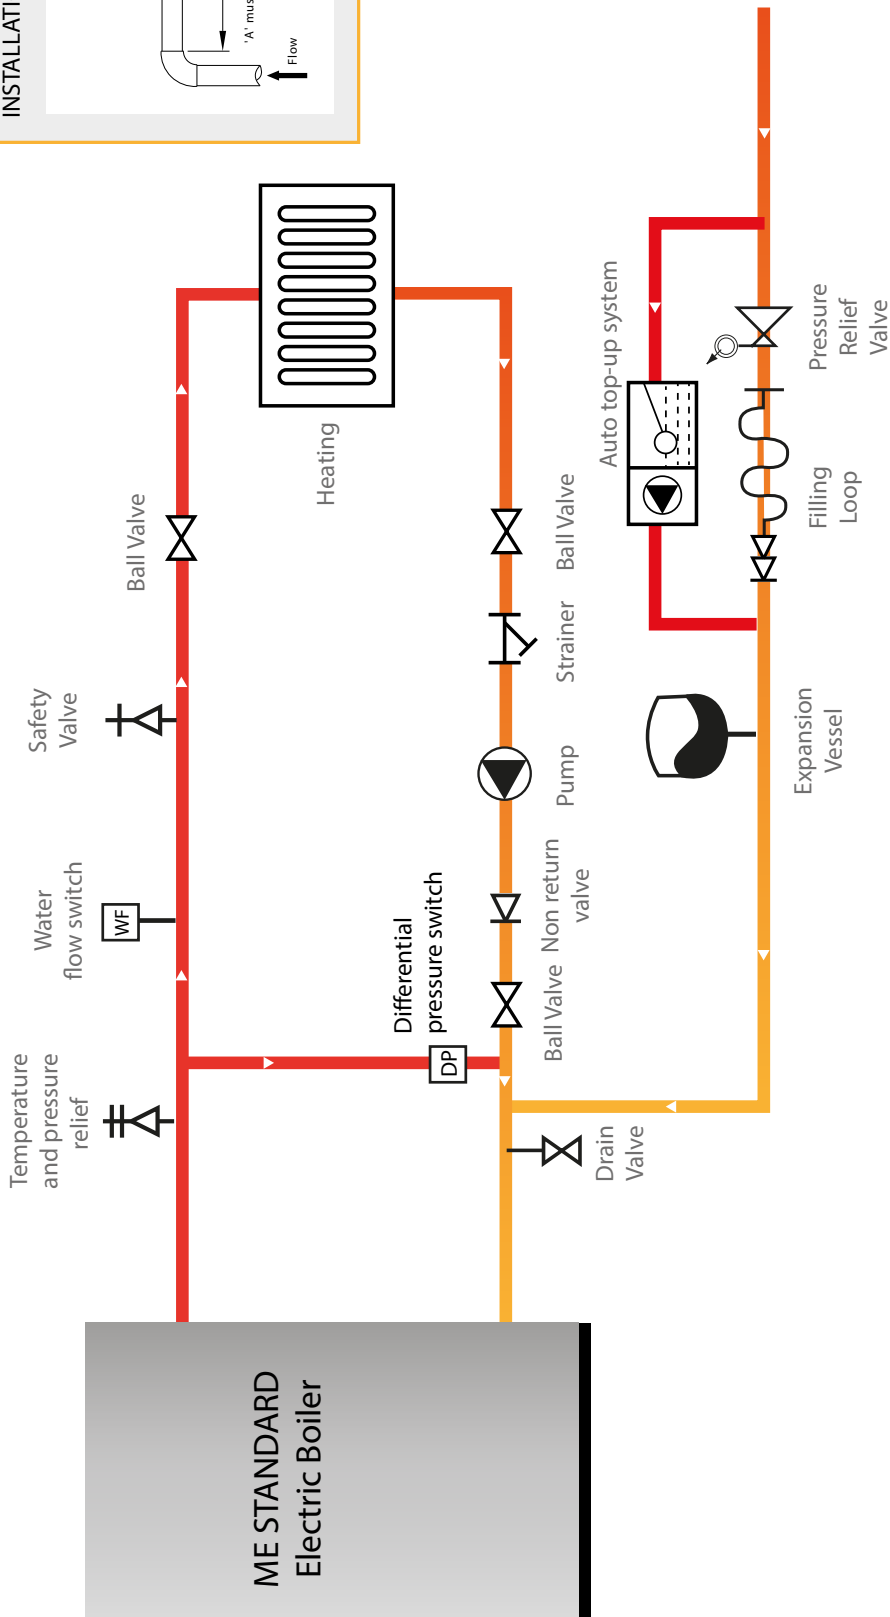 INSTALLATI
'A' mus
Flow
Temperature
and pressure
relief
Water
flow switch
WF
Safety
Valve
Ball Valve
Heating
Differential
pressure switch
DP
Ball Valve
Non return
valve
Pump
Strainer
Ball Valve
Drain
Valve
Auto top-up system
Expansion
Vessel
Filling
Loop
Pressure
Relief
Valve
ME STANDARD
Electric Boiler